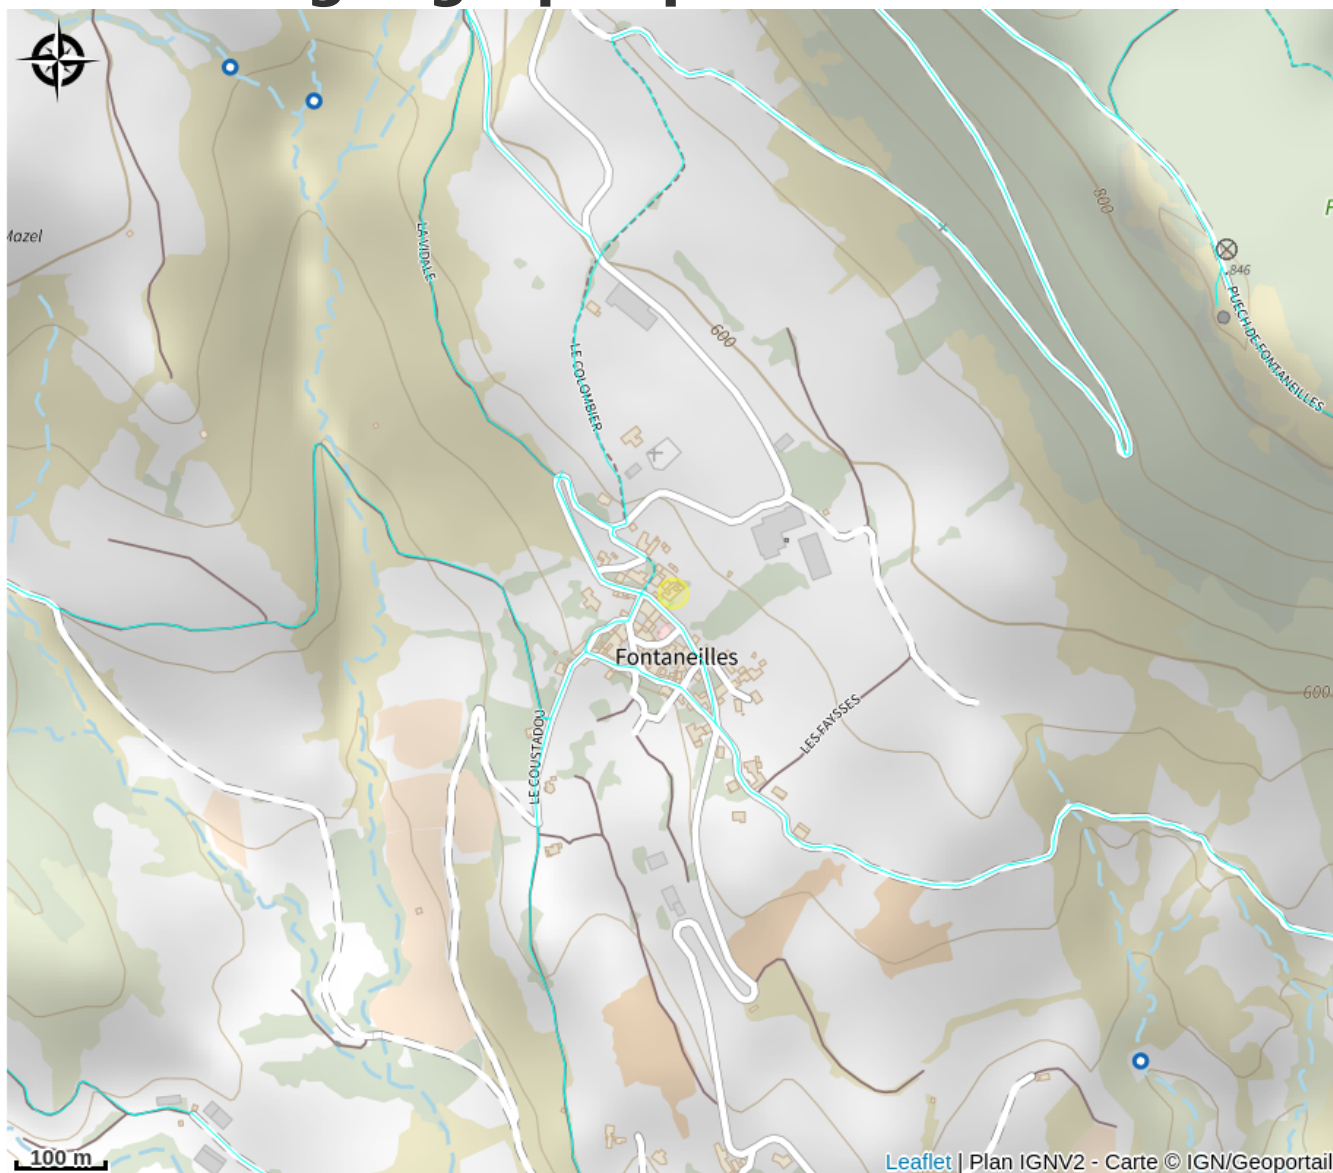 800
Mazel
LA VIDALE
846
PUECH DE FONTANEILLES
600
LE COLOMBIER
Fontaneilles
600
LES FAYSSES
LE COUSTADOU
100 m
Leaflet | Plan IGNV2 - Carte © IGN/Geoportail